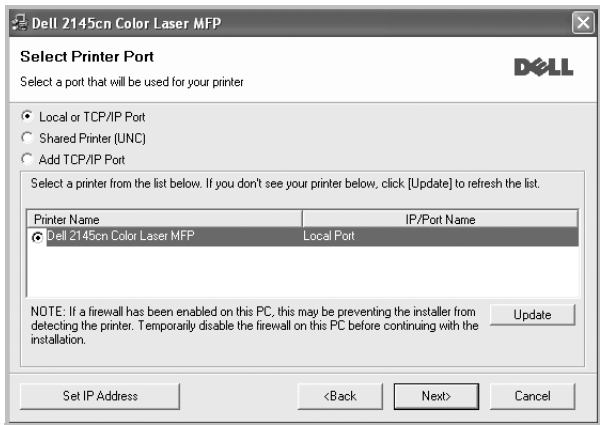 Dell 2145cn Color Laser MFP
Select Printer Port
Select a port that will be used for your printer
DELL
Local or TCP/IP Port
Shared Printer (UNC)
Add TCP/IP Port
Select a printer from the list below. If you don't see your printer below, click [Update] to refresh the list.
Printer Name IP/Port Name
Dell 2145cn Color Laser MFP Local Port
NOTE: If a firewall has been enabled on this PC, this may be preventing the installer from
detecting the printer. Temporarily disable the firewall on this PC before continuing with the
installation.
Update
Set IP Address <Back Next> Cancel